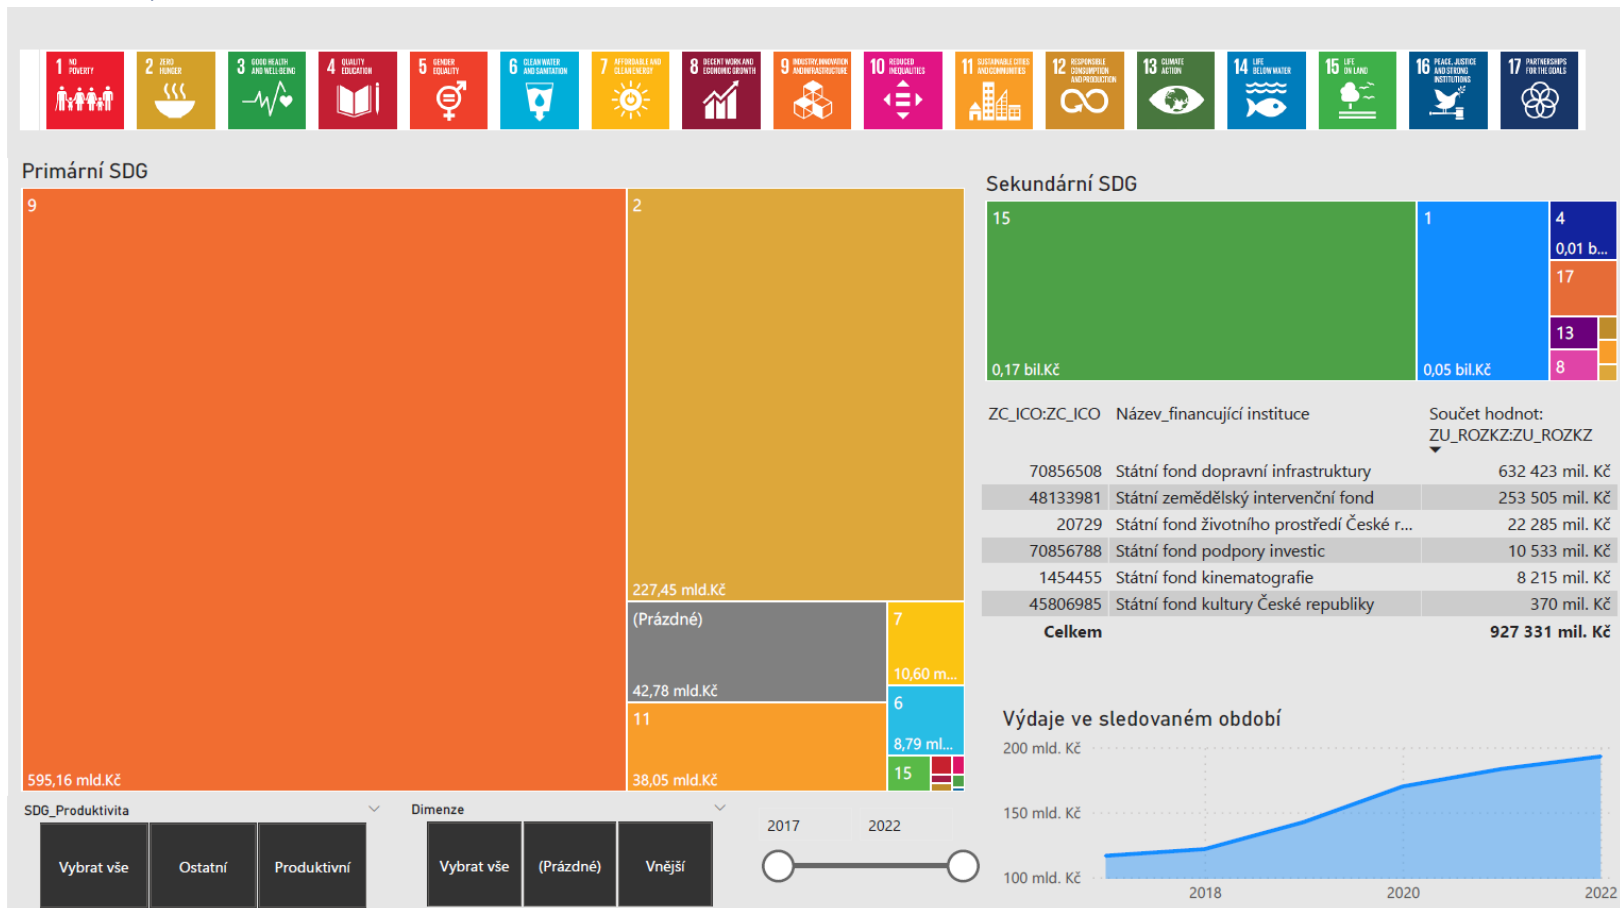 1 NO POVERTY
2 ZERO HUNGER
3 GOOD HEALTH AND WELL-BEING
4 QUALITY EDUCATION
5 GENDER EQUALITY
6 CLEAN WATER AND SANITATION
7 AFFORDABLE AND CLEAN ENERGY
8 DECENT WORK AND ECONOMIC GROWTH
9 INDUSTRY, INNOVATION AND INFRASTRUCTURE
10 REDUCED INEQUALITIES
11 SUSTAINABLE CITIES AND COMMUNITIES
12 RESPONSIBLE CONSUMPTION AND PRODUCTION
13 CLIMATE ACTION
14 LIFE BELOW WATER
15 LIFE ON LAND
16 PEACE, JUSTICE AND STRONG INSTITUTIONS
17 PARTNERSHIPS FOR THE GOALS
Primární SDG
9
595,16 mld.Kč
2
227,45 mld.Kč
(Prázdné)
42,78 mld.Kč
11
38,05 mld.Kč
7
10,60 m...
6
8,79 ml...
15
Sekundární SDG
15
0,17 bil.Kč
1
0,05 bil.Kč
4
0,01 b...
17
13
8
ZC_ICO:ZC_ICO Název_financující instituce Součet hodnot: ZU_ROZKZ:ZU_ROZKZ
70856508 Státní fond dopravní infrastruktury 632 423 mil. Kč
48133981 Státní zemědělský intervenční fond 253 505 mil. Kč
20729 Státní fond životního prostředí České r... 22 285 mil. Kč
70856788 Státní fond podpory investic 10 533 mil. Kč
1454455 Státní fond kinematografie 8 215 mil. Kč
45806985 Státní fond kultury České republiky 370 mil. Kč
Celkem 927 331 mil. Kč
Výdaje ve sledovaném období
200 mld. Kč
150 mld. Kč
100 mld. Kč
2018 2020 2022
SDG_Produktivita
Vybrat vše Ostatní Produktivní
Dimenze
Vybrat vše (Prázdné) Vnější
2017 2022